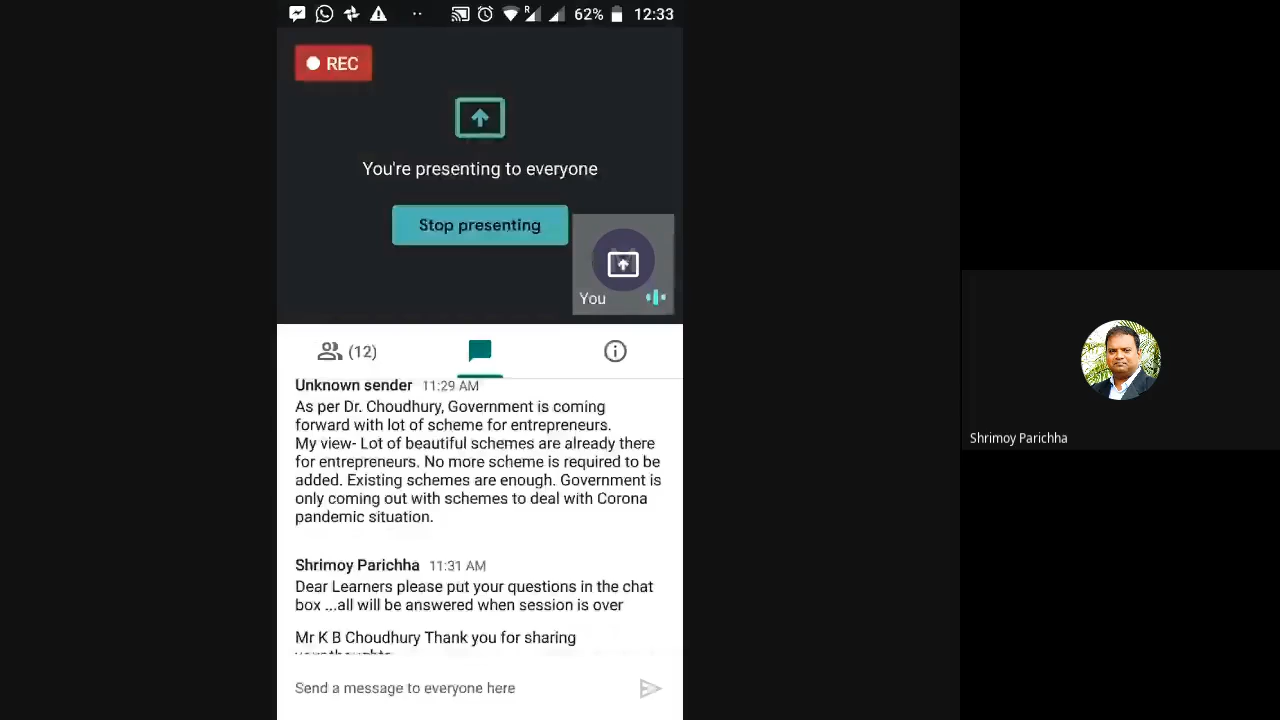 R
62%
12:33
REC
You're presenting to everyone
Stop presenting
You
(12)
Unknown sender 11:29 AM
As per Dr. Choudhury, Government is coming
forward with lot of scheme for entrepreneurs.
My view- Lot of beautiful schemes are already there
for entrepreneurs. No more scheme is required to be
added. Existing schemes are enough. Government is
only coming out with schemes to deal with Corona
pandemic situation.
Shrimoy Parichha 11:31 AM
Dear Learners please put your questions in the chat
box ...all will be answered when session is over
Mr K B Choudhury Thank you for sharing
Send a message to everyone here
Shrimoy Parichha